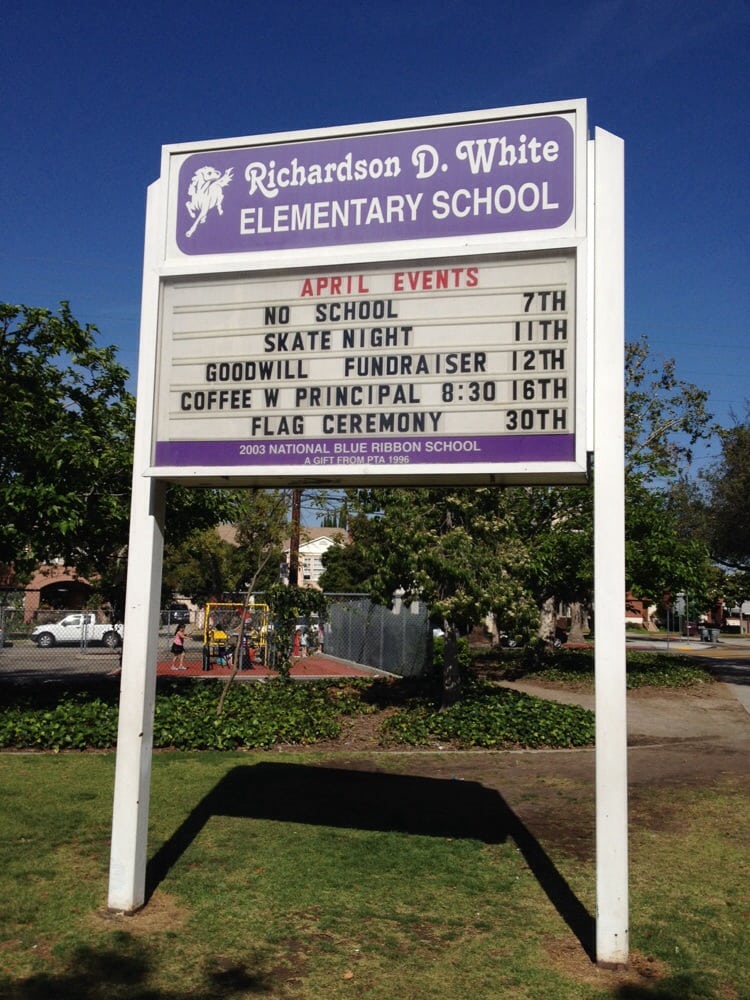 Richardson D. White
ELEMENTARY SCHOOL
APRIL EVENTS
NO SCHOOL 7TH
SKATE NIGHT 11TH
GOODWILL FUNDRAISER 12TH
COFFEE W PRINCIPAL 8:30 16TH
FLAG CEREMONY 30TH
2003 NATIONAL BLUE RIBBON SCHOOL
A GIFT FROM PTA 1996